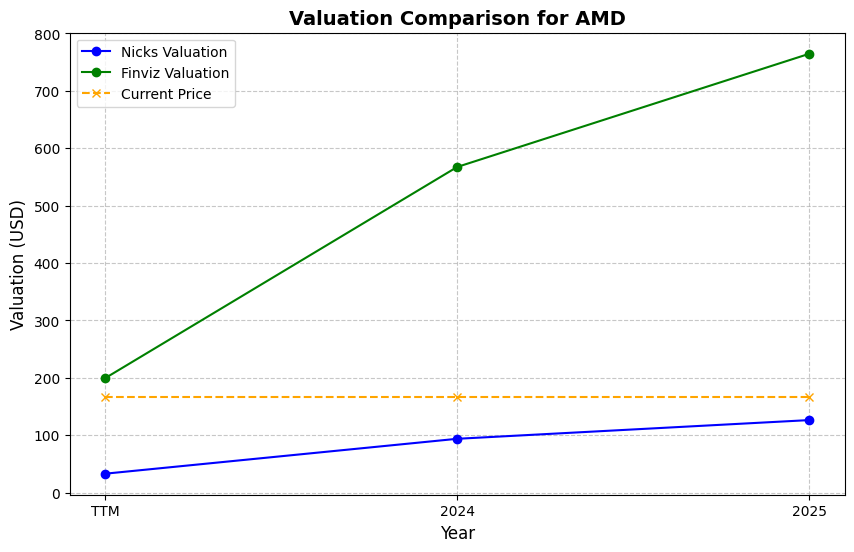 Valuation Comparison for AMD
Nicks Valuation
Finviz Valuation
Current Price
Valuation (USD)
800
700
600
500
400
300
200
100
0
TTM 2024 2025
Year